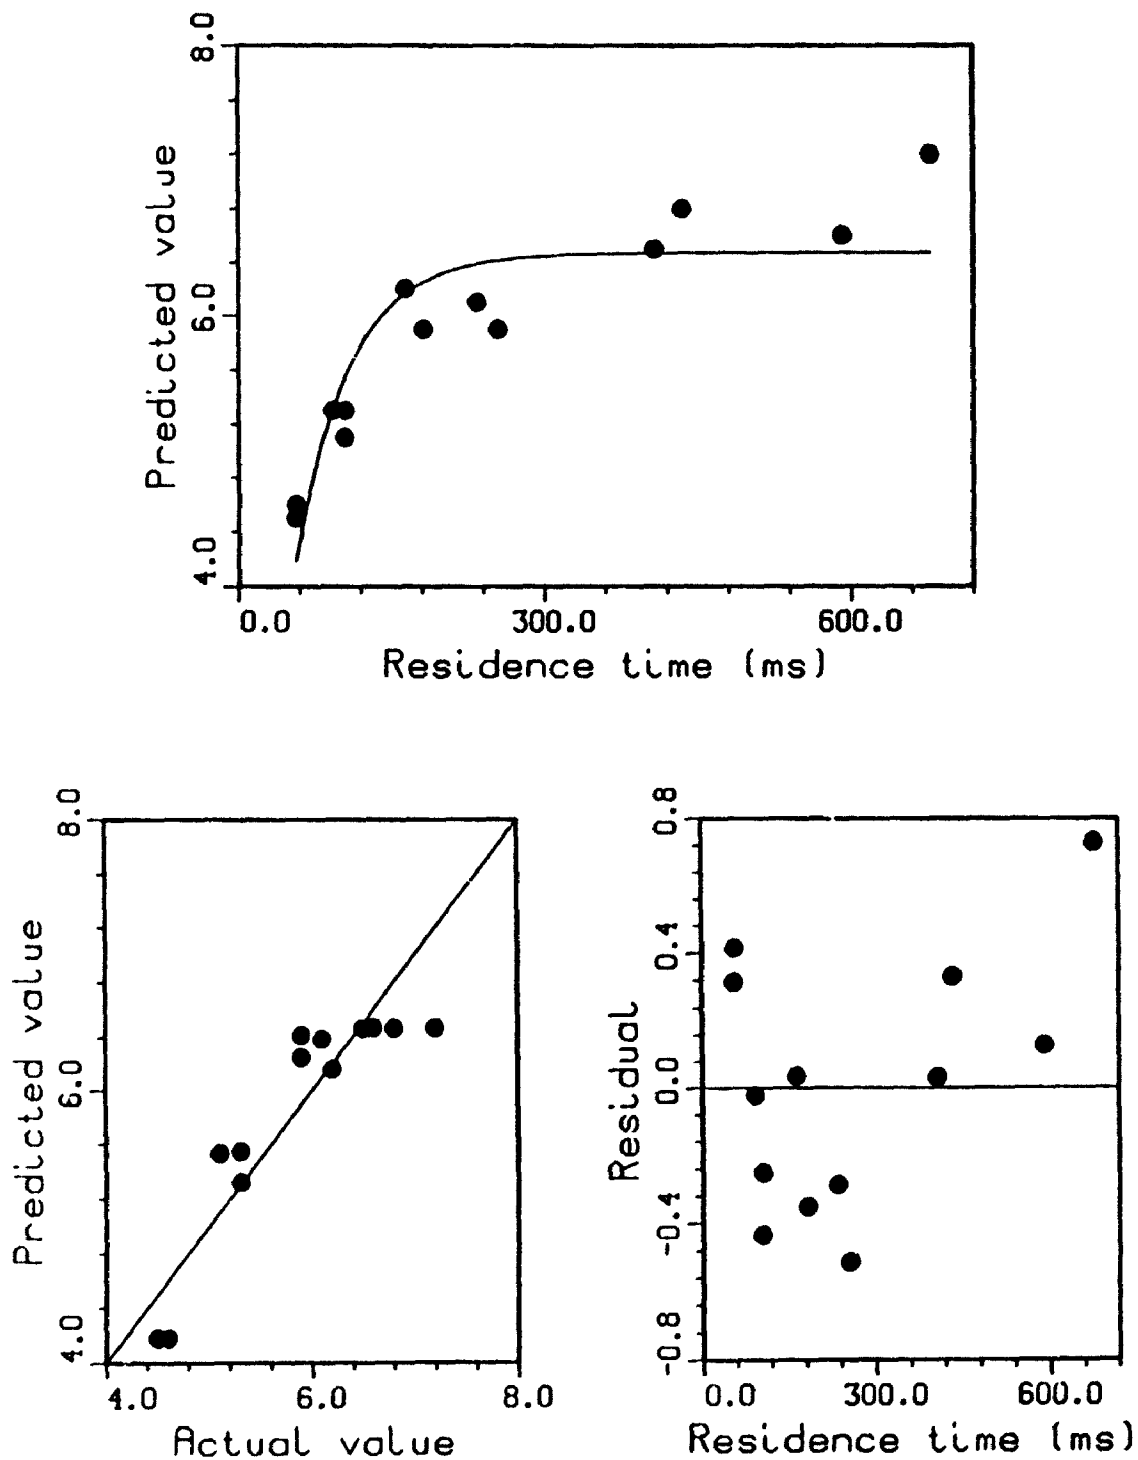 8.0
6.0
4.0
Predicted value
0.0 300.0 600.0
Residence time (ms)
8.0
6.0
4.0
Predicted value
4.0 6.0 8.0
Actual value
0.8
0.4
0.0
-0.4
-0.8
Residual
0.0 300.0 600.0
Residence time (ms)